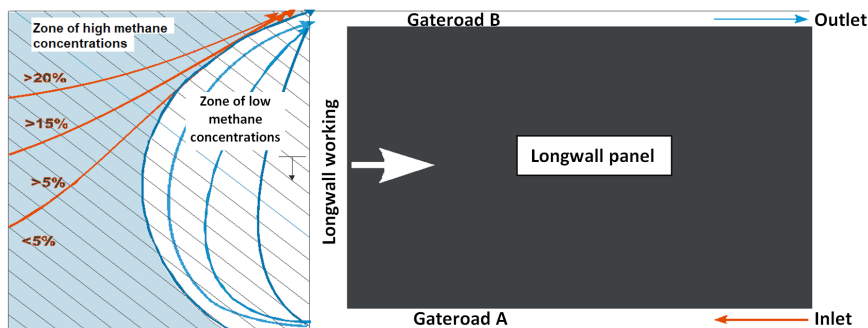 Gateroad B
Outlet
Zone of high methane
concentrations
>20%
>15%
>5%
<5%
Zone of low
methane
concentrations
Longwall working
Longwall panel
Gateroad A
Inlet